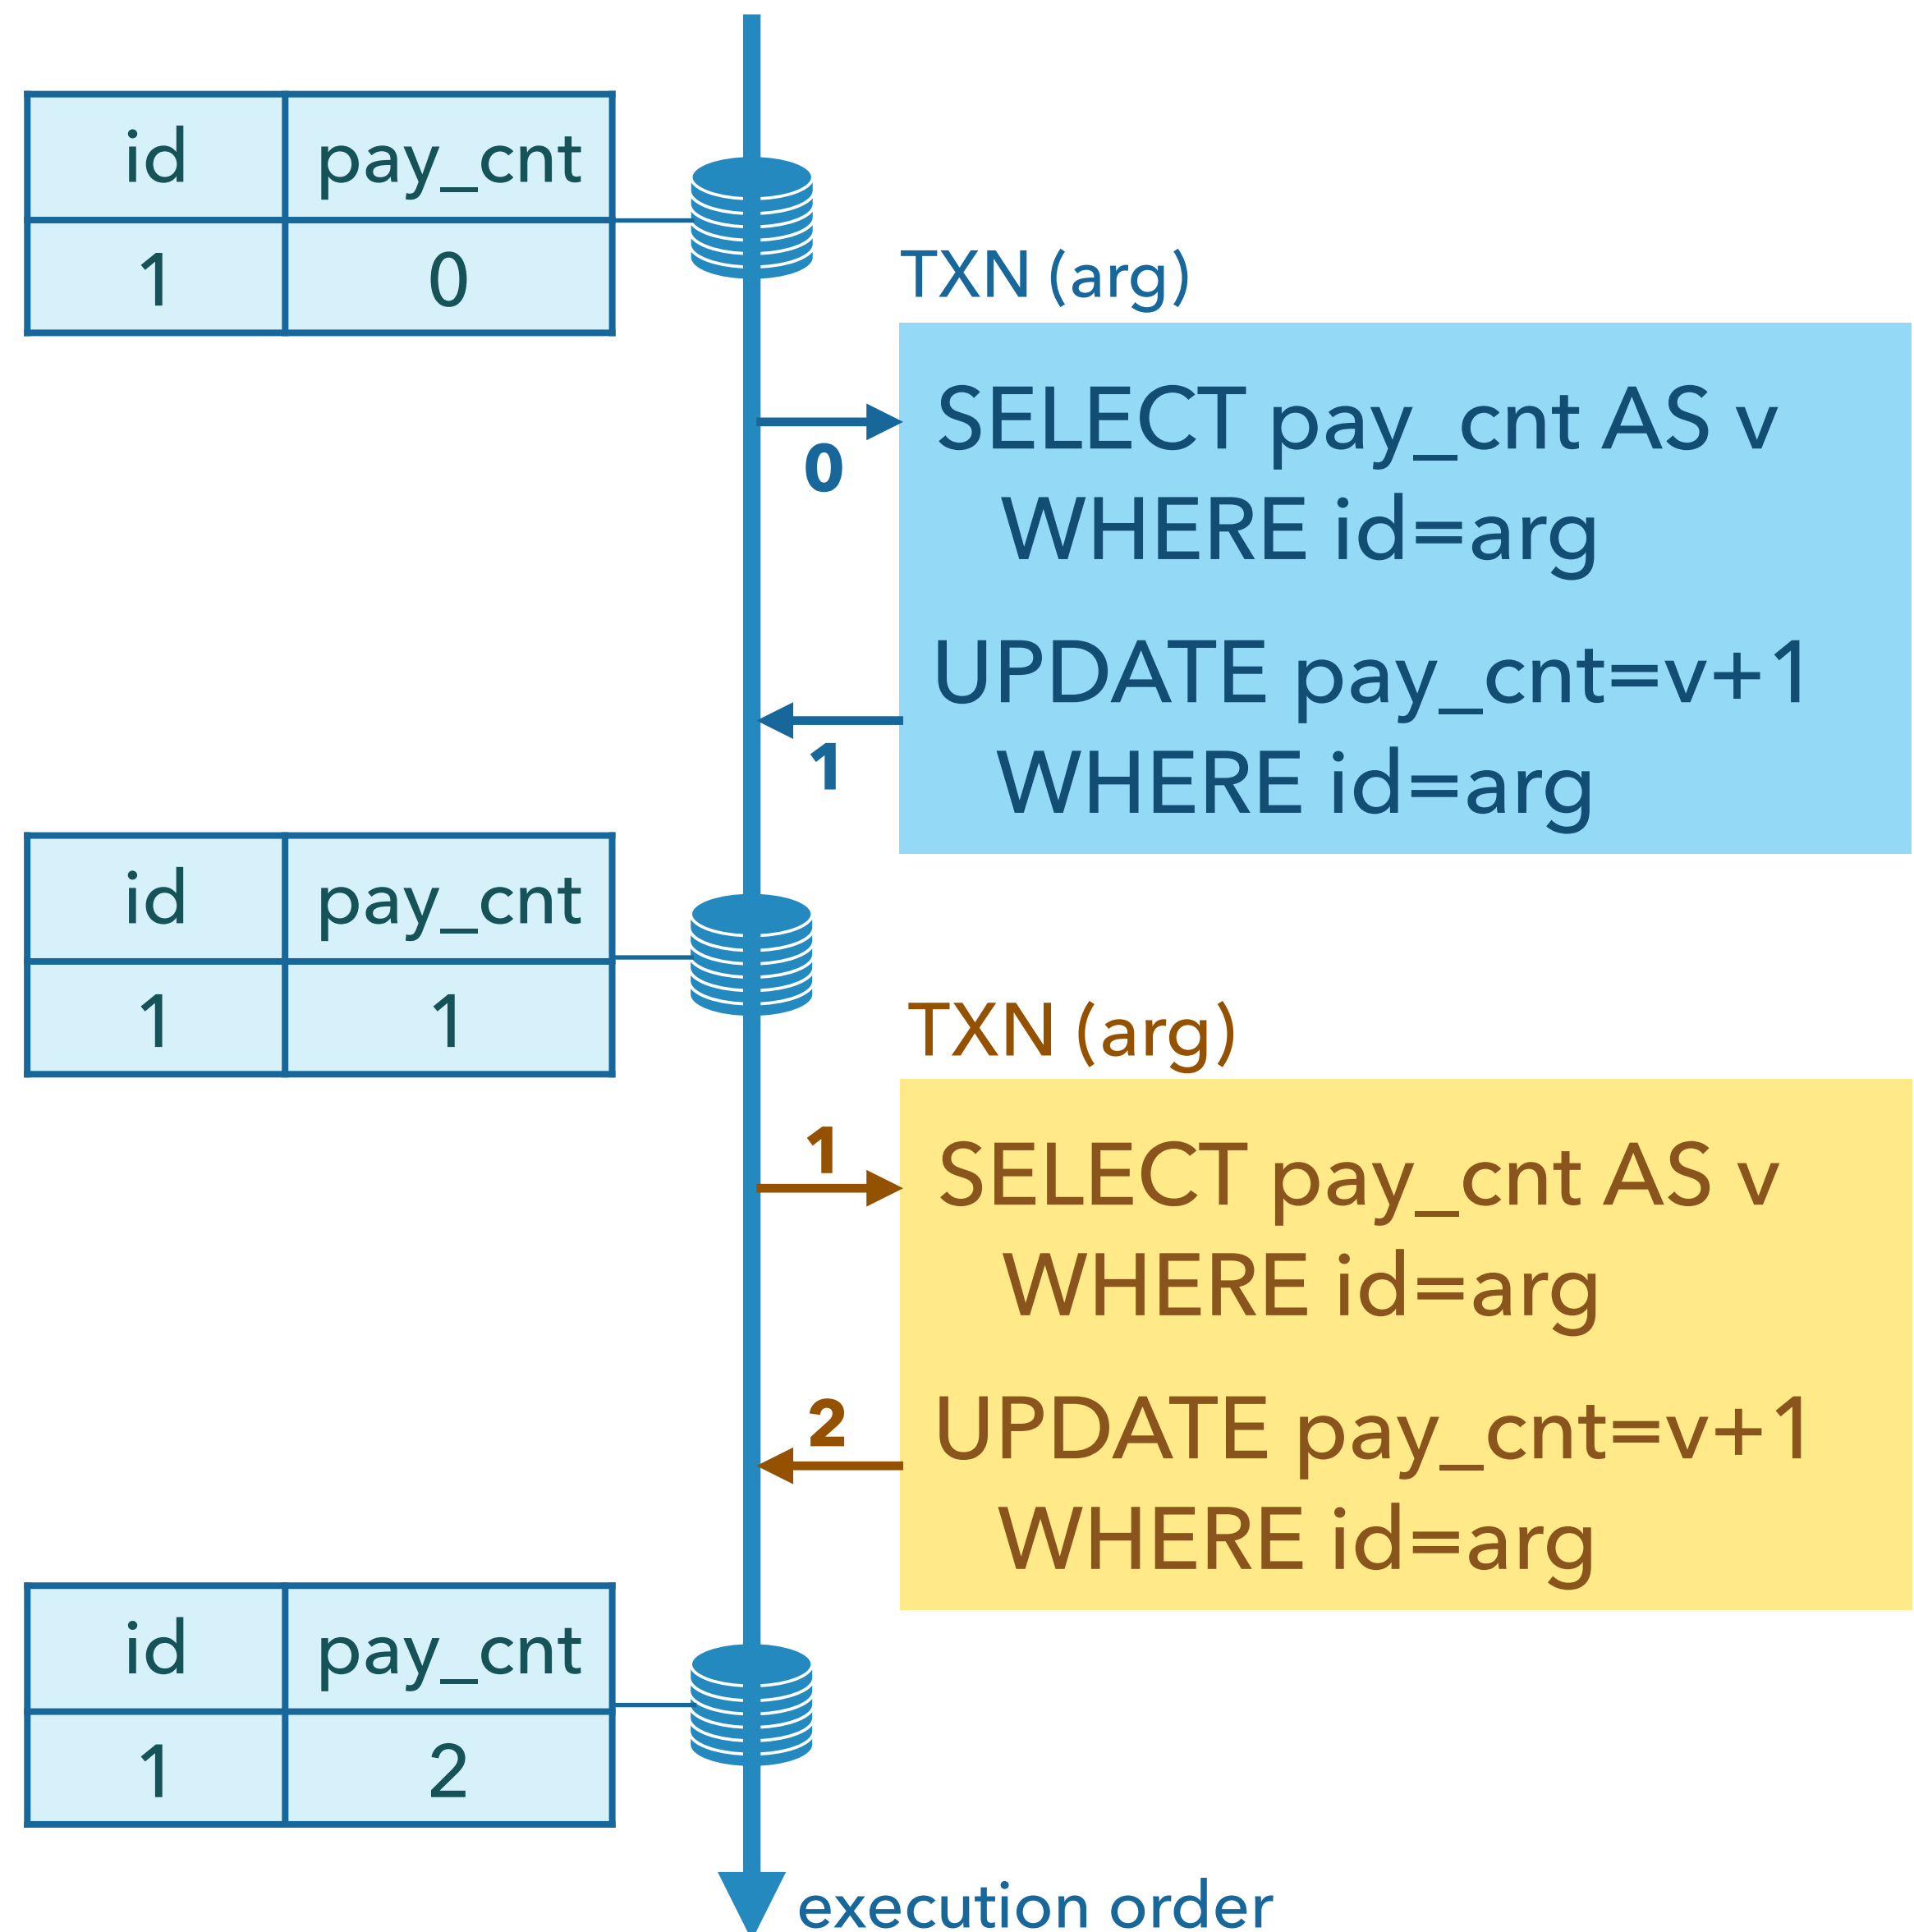 id pay_cnt
1 0
TXN (arg)
0
SELECT pay_cnt AS v
WHERE id=arg
UPDATE pay_cnt=v+1
1
WHERE id=arg
id pay_cnt
1 1
TXN (arg)
1
SELECT pay_cnt AS v
WHERE id=arg
2
UPDATE pay_cnt=v+1
WHERE id=arg
id pay_cnt
1 2
execution order